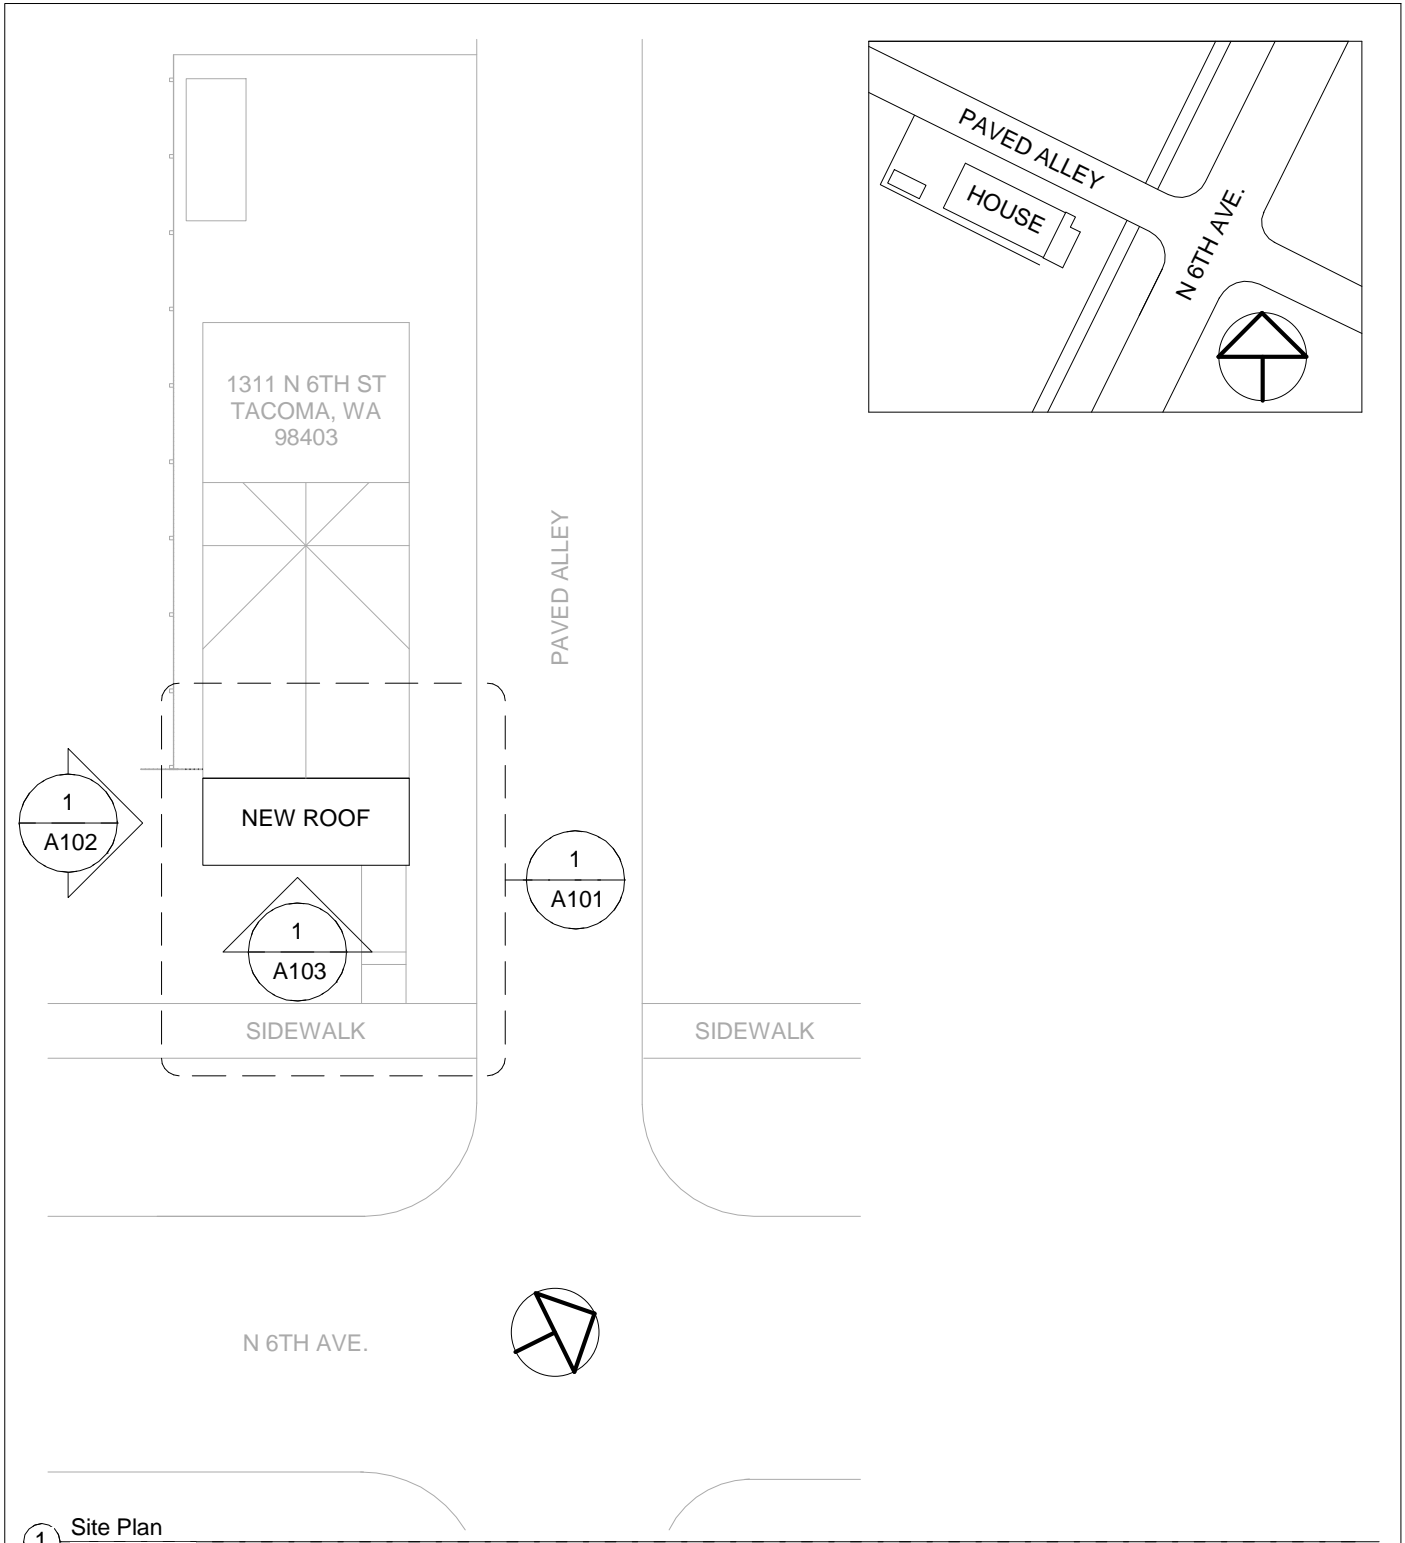 PAVED ALLEY
HOUSE
N 6TH AVE.
1311 N 6TH ST
TACOMA, WA
98403
PAVED ALLEY
NEW ROOF
1
A102
1
A101
1
A103
SIDEWALK
SIDEWALK
N 6TH AVE.
Site Plan
1